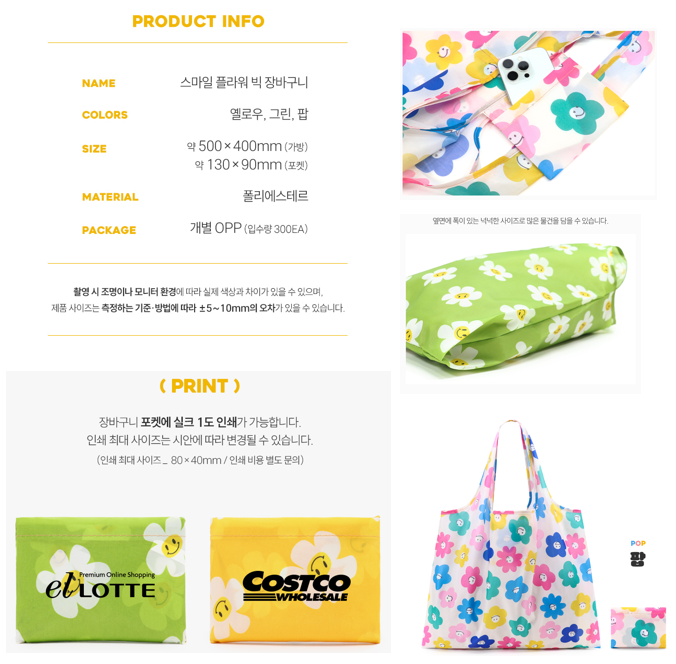 PRODUCT INFO
NAME 스마일 플라워 빅 장바구니
COLORS 옐로우, 그린, 팝
SIZE 약 500 × 400mm (가방)
약 130 × 90mm (포켓)
MATERIAL 폴리에스테르
PACKAGE 개별 OPP (입수량 300EA)
촬영 시 조명이나 모니터 환경에 따라 실제 색상과 차이가 있을 수 있으며,
제품 사이즈는 측정하는 기준·방법에 따라 ±5~10mm의 오차가 있을 수 있습니다.
( PRINT )
장바구니 포켓에 실크 1도 인쇄가 가능합니다.
인쇄 최대 사이즈는 시안에 따라 변경될 수 있습니다.
(인쇄 최대 사이즈_ 80×40mm / 인쇄 비용 별도 문의)
Premium Online Shopping
el LOTTE
COSTCO
WHOLESALE
옆면에 폭이 있는 넉넉한 사이즈로 많은 물건을 담을 수 있습니다.
POP
팝